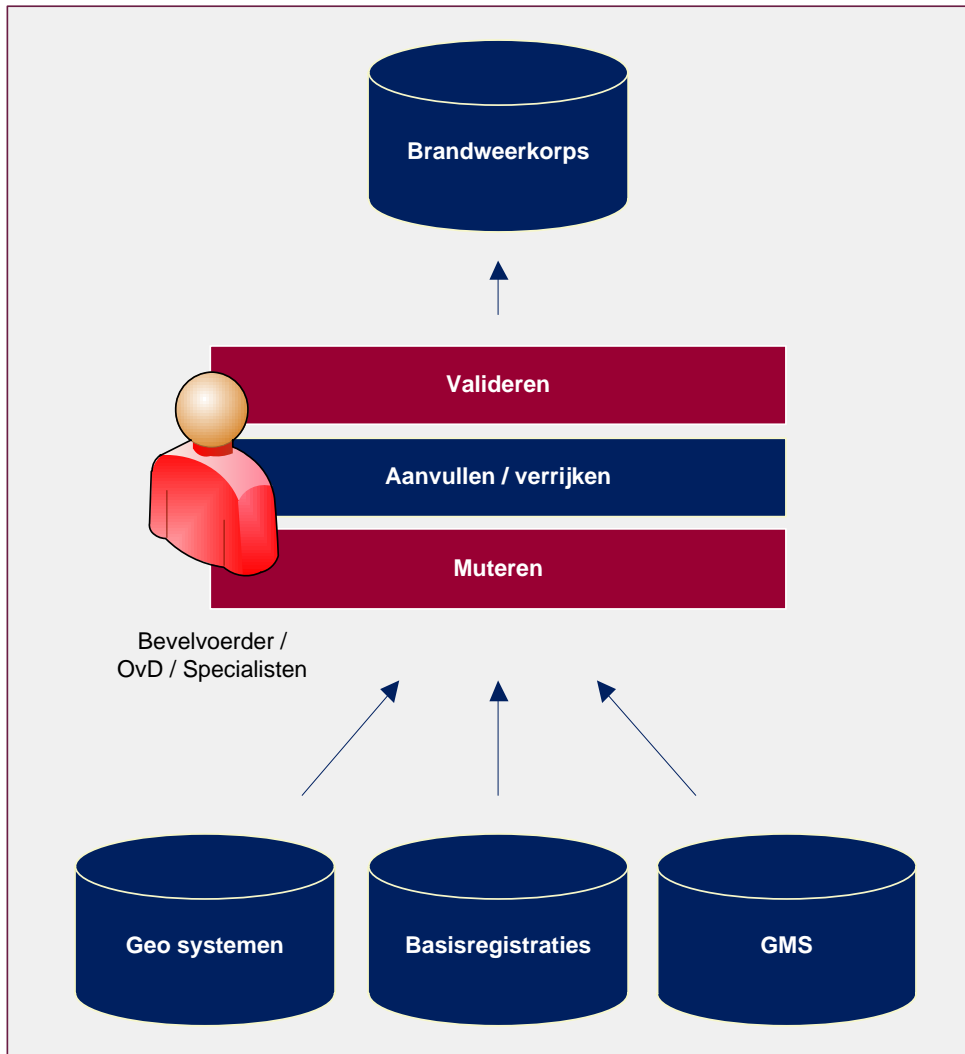 Brandweerkorps
Valideren
Aanvullen / verrijken
Muteren
Bevelvoerder /
OvD / Specialisten
Geo systemen
Basisregistraties
GMS